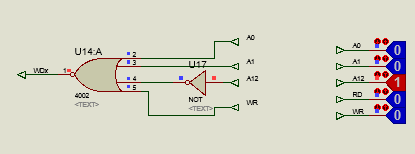 U14:A
WDx
1
2
3
4
5
4002
<TEXT>
U17
NOT
<TEXT>
A0
A1
A12
WR
A0 0
A1 0
A12 1
RD 0
WR 0